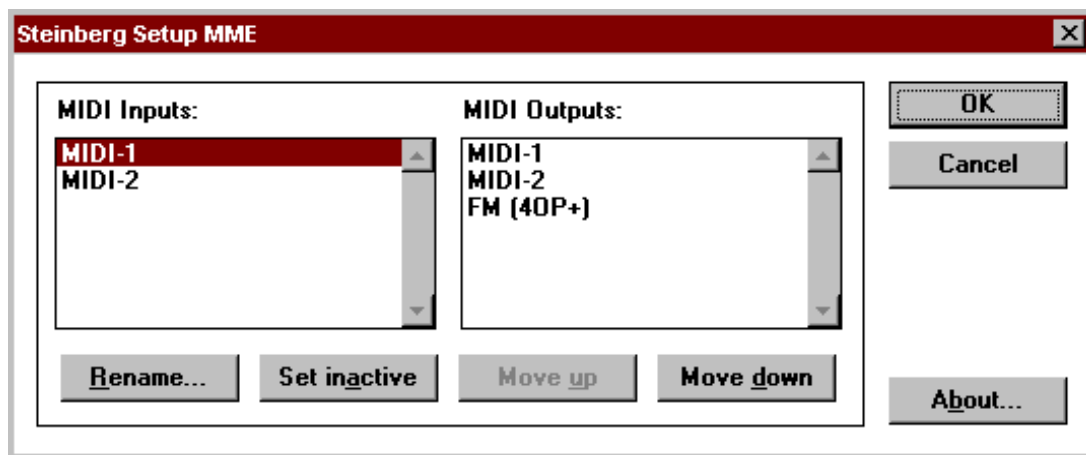 Steinberg Setup MME
MIDI Inputs:
MIDI-1
MIDI-2
MIDI Outputs:
MIDI-1
MIDI-2
FM (4OP+)
Rename...
Set inactive
Move up
Move down
OK
Cancel
About...